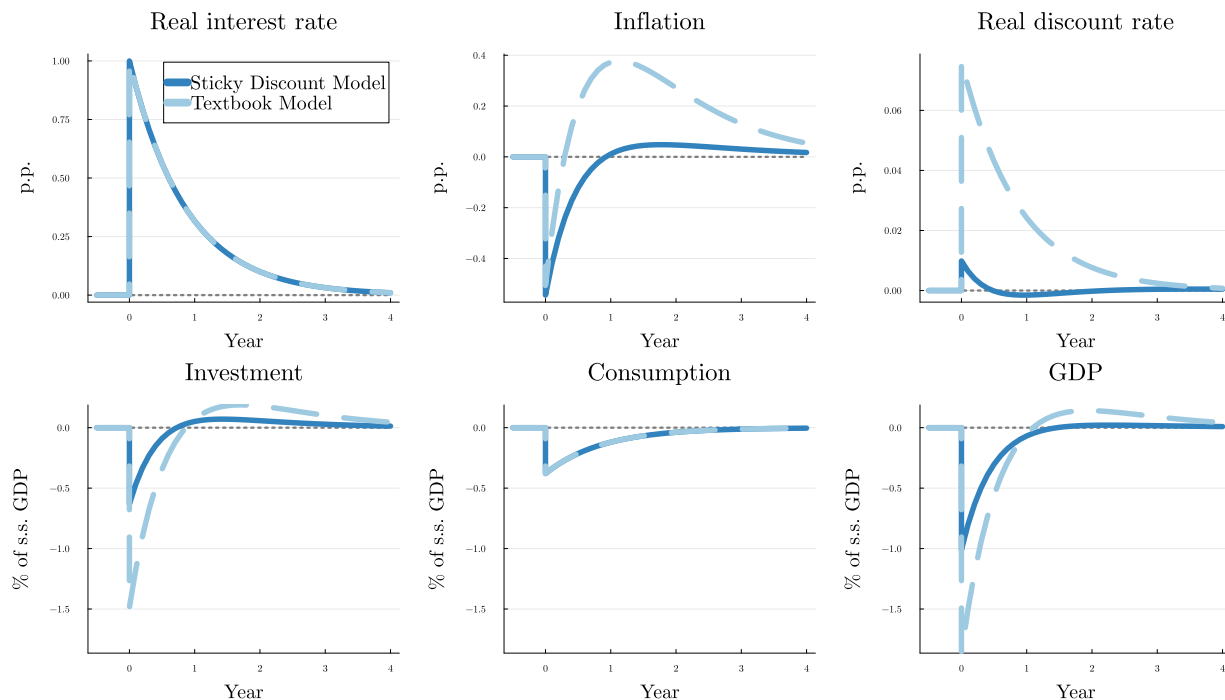 Real interest rate
p.p.
1.00
0.75
0.50
0.25
0.00
Sticky Discount Model
Textbook Model
0 1 2 3 4
Year
Inflation
p.p.
0.4
0.2
0.0
−0.2
−0.4
0 1 2 3 4
Year
Real discount rate
p.p.
0.06
0.04
0.02
0.00
0 1 2 3 4
Year
Investment
% of s.s. GDP
0.0
−0.5
−1.0
−1.5
0 1 2 3 4
Year
Consumption
% of s.s. GDP
0.0
−0.5
−1.0
−1.5
0 1 2 3 4
Year
GDP
% of s.s. GDP
0.0
−0.5
−1.0
−1.5
0 1 2 3 4
Year